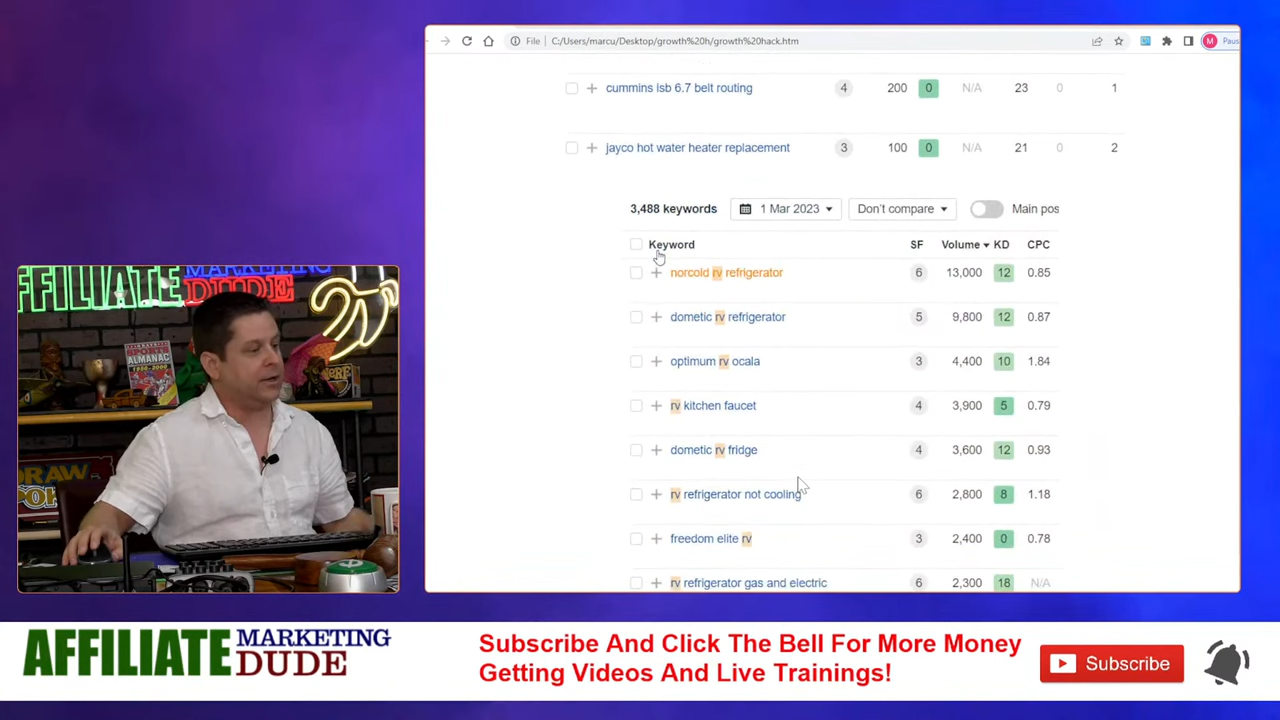 File C:/Users/marcu/Desktop/growth%20h/growth%20hack.htm M Paus
cummins isb 6.7 belt routing 4 200 0 N/A 23 0 1
jayco hot water heater replacement 3 100 0 N/A 21 0 2
3,488 keywords 1 Mar 2023 Don't compare Main pos
Keyword SF Volume KD CPC
norcold rv refrigerator 6 13,000 12 0.85
dometic rv refrigerator 5 9,800 12 0.87
optimum rv ocala 3 4,400 10 1.84
rv kitchen faucet 4 3,900 5 0.79
dometic rv fridge 4 3,600 12 0.93
rv refrigerator not cooling 6 2,800 8 1.18
freedom elite rv 3 2,400 0 0.78
rv refrigerator gas and electric 6 2,300 18 N/A
AFFILIATE
MARKETING
DUDE
SPORTS
ALMANAC
1950-2000
DRAW
AFFILIATE MARKETING
DUDE
Subscribe And Click The Bell For More Money
Getting Videos And Live Trainings!
Subscribe